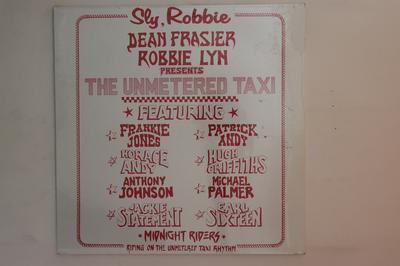 Sly, Robbie
DEAN FRASIER
ROBBIE LYN
PRESENTS
THE UNMETERED TAXI
FEATURING
FRANKIE JONES
PATRICK ANDY
HORACE ANDY
HUGH GRIFFITHS
ANTHONY JOHNSON
MICHAEL PALMER
JACKIE STATEMENT
EARL SIXTEEN
MIDNIGHT RIDERS
RIDING ON THE UNMETERED TAXI RHYTHM